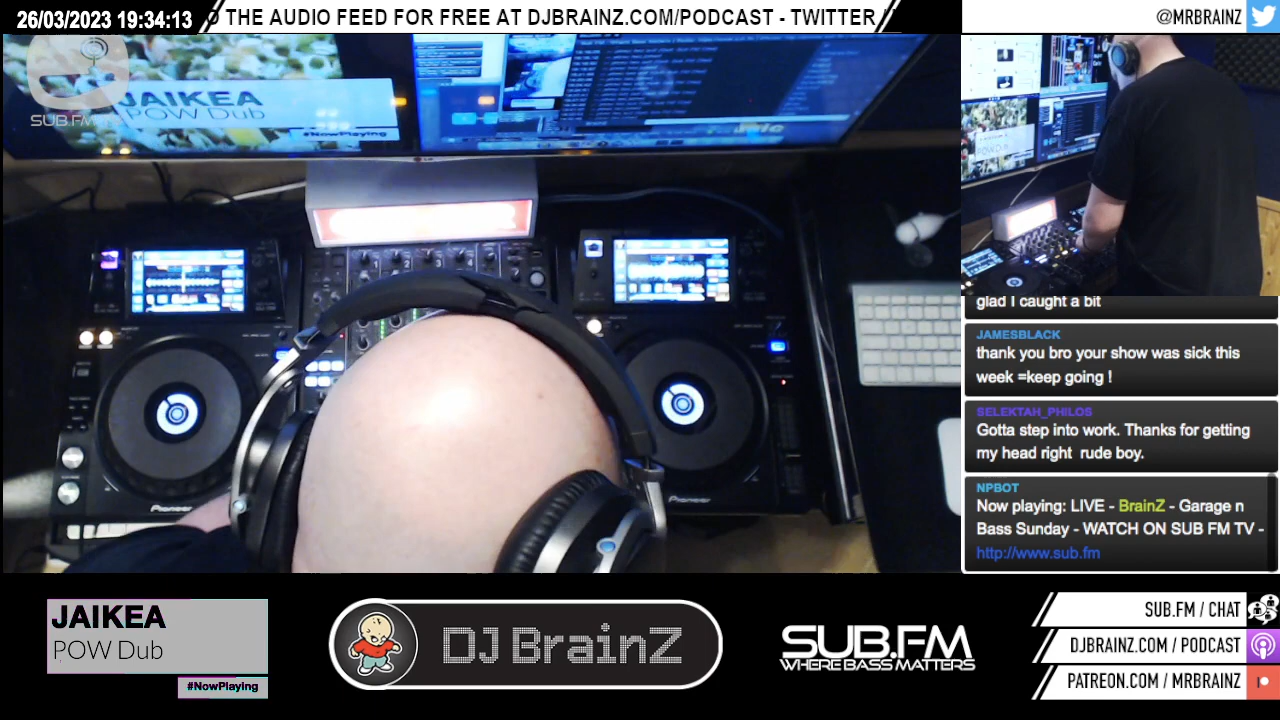 26/03/2023 19:34:13
O THE AUDIO FEED FOR FREE AT DJBRAINZ.COM/PODCAST - TWITTER
@MRBRAINZ
SUB.FM
JAIKEA
POW Dub
#NowPlaying
glad I caught a bit
JAMESBLACK
thank you bro your show was sick this
week =keep going !
SELEKTAH_PHILOS
Gotta step into work. Thanks for getting
my head right rude boy.
NPBOT
Now playing: LIVE - BrainZ - Garage n
Bass Sunday - WATCH ON SUB FM TV -
http://www.sub.fm
Pioneer
Pioneer
JAIKEA
POW Dub
#NowPlaying
DJ BrainZ
SUB.FM
WHERE BASS MATTERS
SUB.FM / CHAT
DJBRAINZ.COM / PODCAST
PATREON.COM / MRBRAINZ